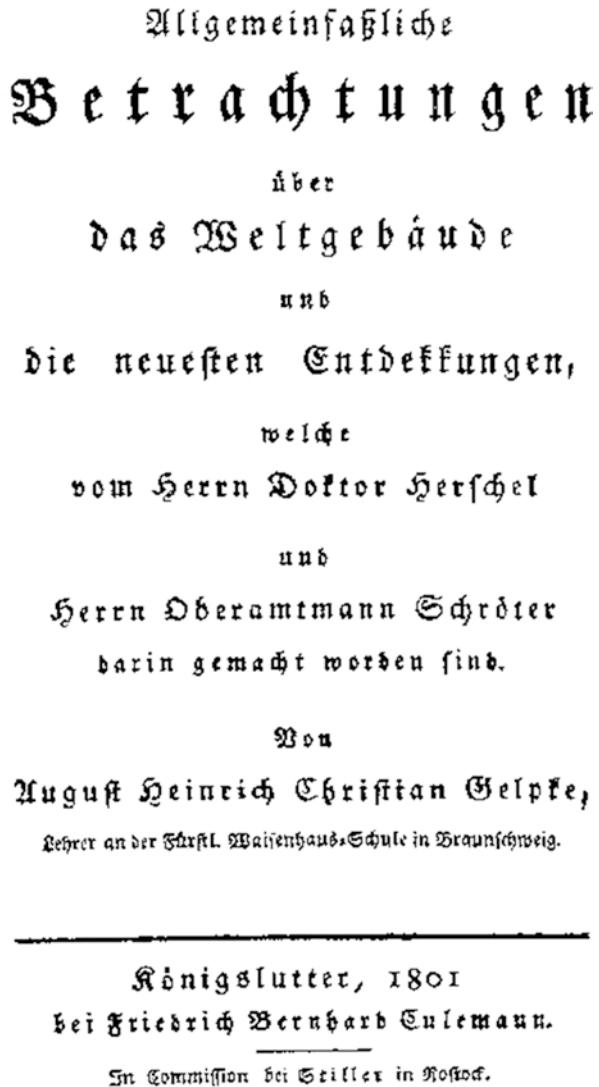 Allgemeinfaßliche
Betrachtungen
über
das Weltgebäude
und
die neuesten Entdekkungen,
welche
vom Herrn Doktor Herschel
und
Herrn Oberamtmann Schröter
darin gemacht worden sind.
Von
August Heinrich Christian Gelpke,
Lehrer an der Fürstl. Waisenhaus-Schule in Braunschweig.
Königslutter, 1801
bei Friedrich Bernhard Culemann.
In Commission bei Stiller in Rostock.